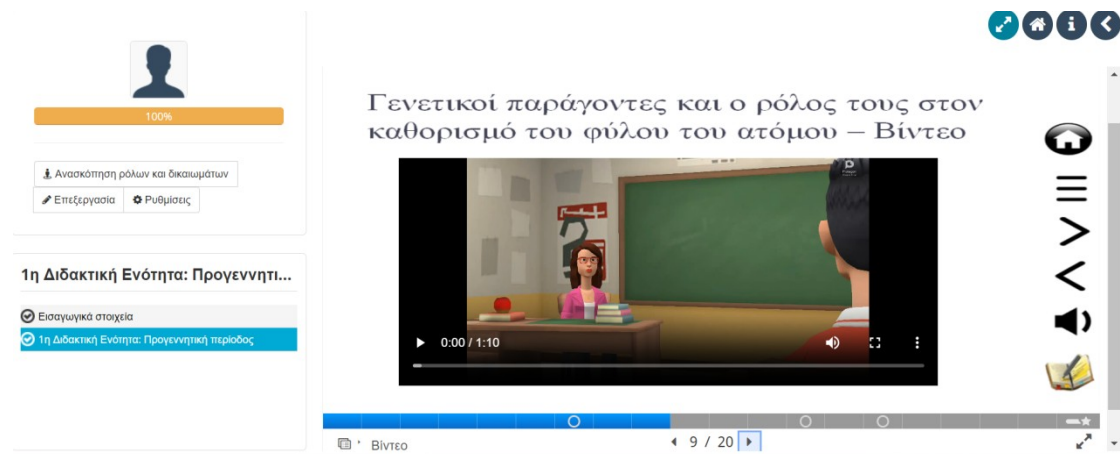 100%
Ανασκόπηση ρόλων και δικαιωμάτων
Επεξεργασία
Ρυθμίσεις
1η Διδακτική Ενότητα: Προγεννητι...
Εισαγωγικά στοιχεία
1η Διδακτική Ενότητα: Προγεννητική περίοδος
Γενετικοί παράγοντες και ο ρόλος τους στον
καθορισμό του φύλου του ατόμου – Βίντεο
0:00 / 1:10
Βίντεο
9 / 20